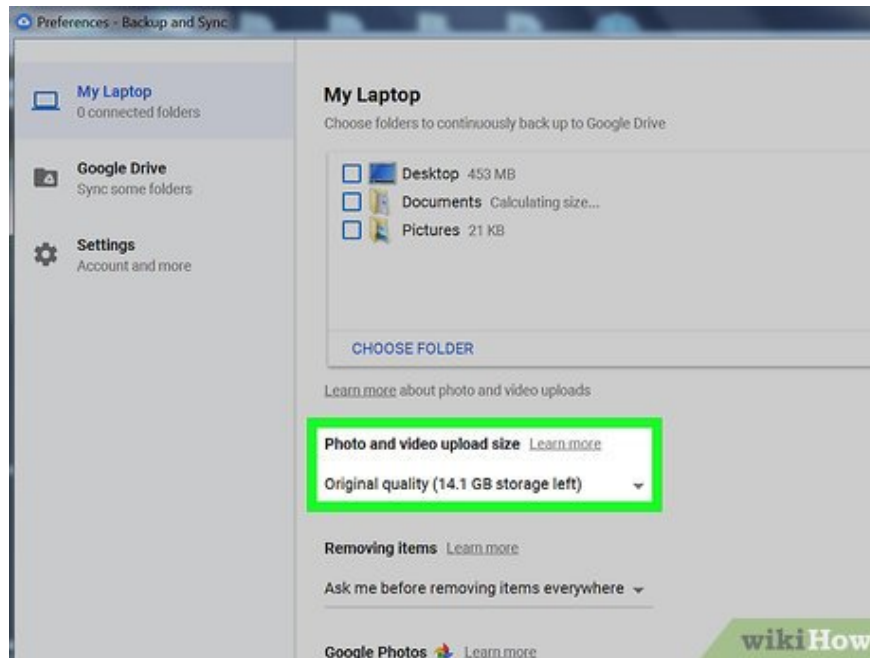 Preferences - Backup and Sync
My Laptop
0 connected folders
Google Drive
Sync some folders
Settings
Account and more
My Laptop
Choose folders to continuously back up to Google Drive
Desktop 453 MB
Documents Calculating size...
Pictures 21 KB
CHOOSE FOLDER
Learn more about photo and video uploads
Photo and video upload size Learn more
Original quality (14.1 GB storage left)
Removing items Learn more
Ask me before removing items everywhere
Google Photos Learn more
wikiHow